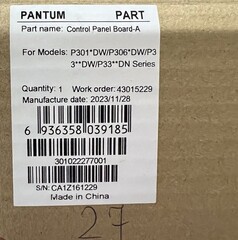 PANTUM PART
Part name: Control Panel Board-A
For Models: P301*DW/P306*DW/P3
3**DW/P33**DN Series
Quantity: 1 Work order: 43015229
Manufacture date: 2023/11/28
6 936358 039185
301022277001
S/N: CA1Z161229
Made in China
27